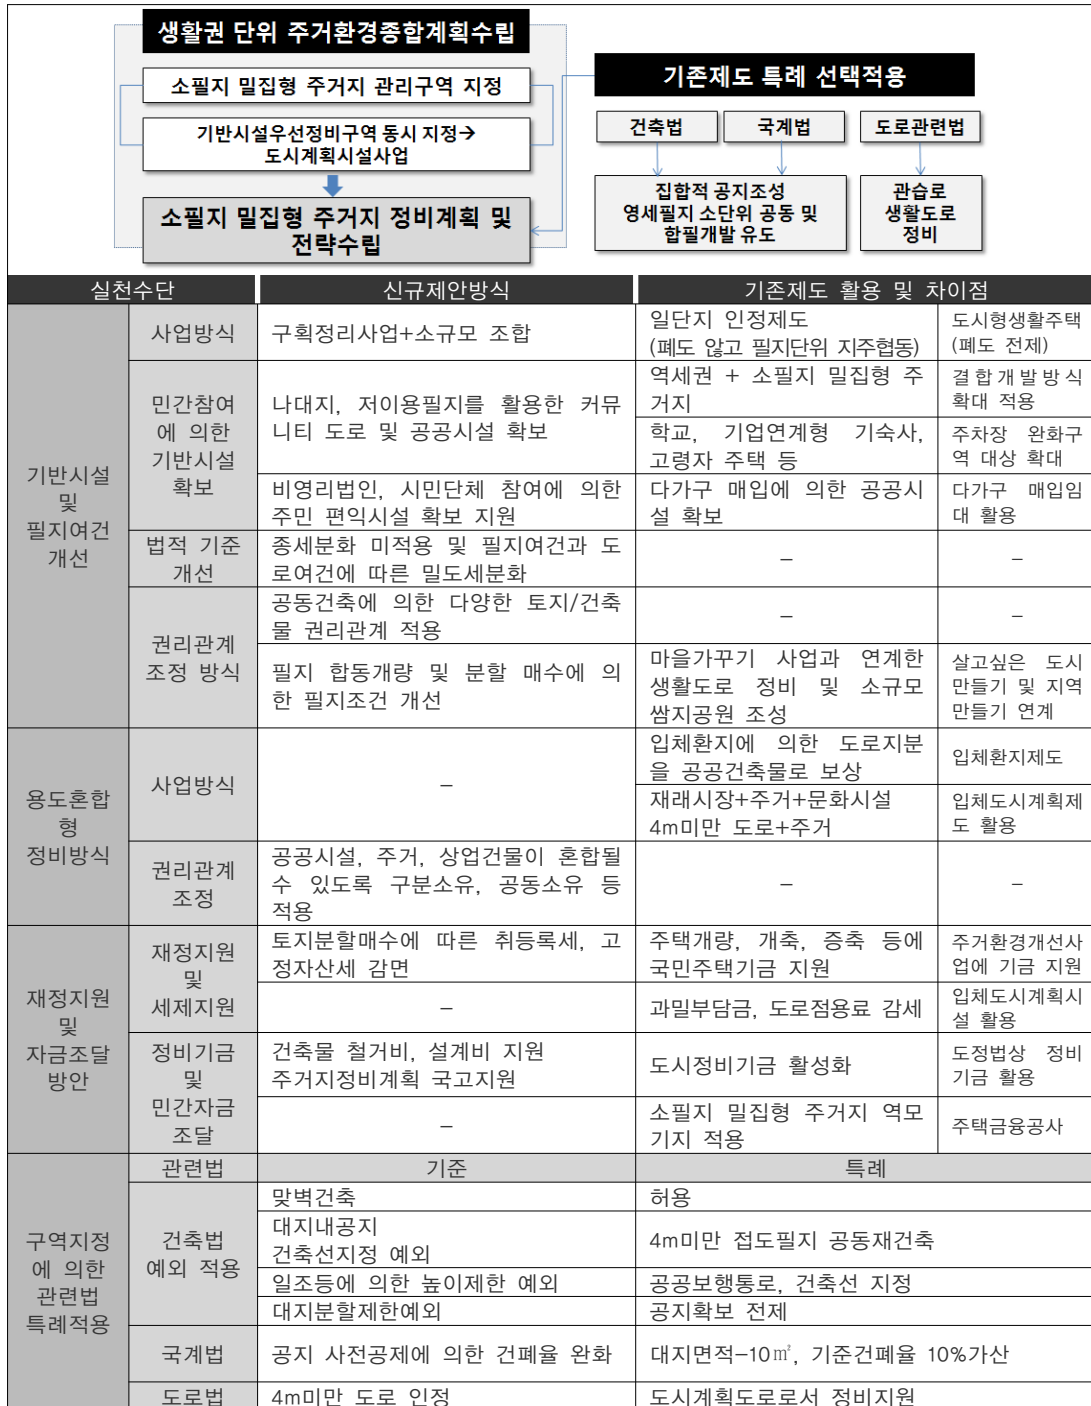 생활권 단위 주거환경종합계획수립
소필지 밀집형 주거지 관리구역 지정
기반시설우선정비구역 동시 지정→
도시계획시설사업
소필지 밀집형 주거지 정비계획 및
전략수립
기존제도 특례 선택적용
건축법 국계법 도로관련법
집합적 공지조성
영세필지 소단위 공동 및
합필개발 유도
관습로
생활도로
정비
실천수단 신규제안방식 기존제도 활용 및 차이점
기반시설
및
필지여건
개선
사업방식
구획정리사업+소규모 조합
일단지 인정제도
(폐도 않고 필지단위 지주협동)
도시형생활주택
(폐도 전제)
민간참여
에 의한
기반시설
확보
나대지, 저이용필지를 활용한 커뮤
니티 도로 및 공공시설 확보
역세권 + 소필지 밀집형 주
거지
결합개발방식
확대 적용
학교, 기업연계형 기숙사,
고령자 주택 등
주차장 완화구
역 대상 확대
비영리법인, 시민단체 참여에 의한
주민 편익시설 확보 지원
다가구 매입에 의한 공공시
설 확보
다가구 매입임
대 활용
법적 기준
개선
종세분화 미적용 및 필지여건과 도
로여건에 따른 밀도세분화
–
–
권리관계
조정 방식
공동건축에 의한 다양한 토지/건축
물 권리관계 적용
–
–
필지 합동개량 및 분할 매수에 의
한 필지조건 개선
마을가꾸기 사업과 연계한
생활도로 정비 및 소규모
쌈지공원 조성
살고싶은 도시
만들기 및 지역
만들기 연계
용도혼합
형
정비방식
사업방식
–
입체환지에 의한 도로지분
을 공공건축물로 보상
입체환지제도
재래시장+주거+문화시설
4m미만 도로+주거
입체도시계획제
도 활용
권리관계
조정
공공시설, 주거, 상업건물이 혼합될
수 있도록 구분소유, 공동소유 등
적용
–
–
재정지원
및
자금조달
방안
재정지원
및
세제지원
토지분할매수에 따른 취등록세, 고
정자산세 감면
주택개량, 개축, 증축 등에
국민주택기금 지원
주거환경개선사
업에 기금 지원
–
과밀부담금, 도로점용료 감세
입체도시계획시
설 활용
정비기금
및
민간자금
조달
건축물 철거비, 설계비 지원
주거지정비계획 국고지원
도시정비기금 활성화
도정법상 정비
기금 활용
–
소필지 밀집형 주거지 역모
기지 적용
주택금융공사
구역지정
에 의한
관련법
특례적용
관련법 기준 특례
건축법
예외 적용
맞벽건축
허용
대지내공지
건축선지정 예외
4m미만 접도필지 공동재건축
일조등에 의한 높이제한 예외
공공보행통로, 건축선 지정
대지분할제한예외
공지확보 전제
국계법
공지 사전공제에 의한 건폐율 완화
대지면적–10㎡, 기준건폐율 10%가산
도로법
4m미만 도로 인정
도시계획도로로서 정비지원